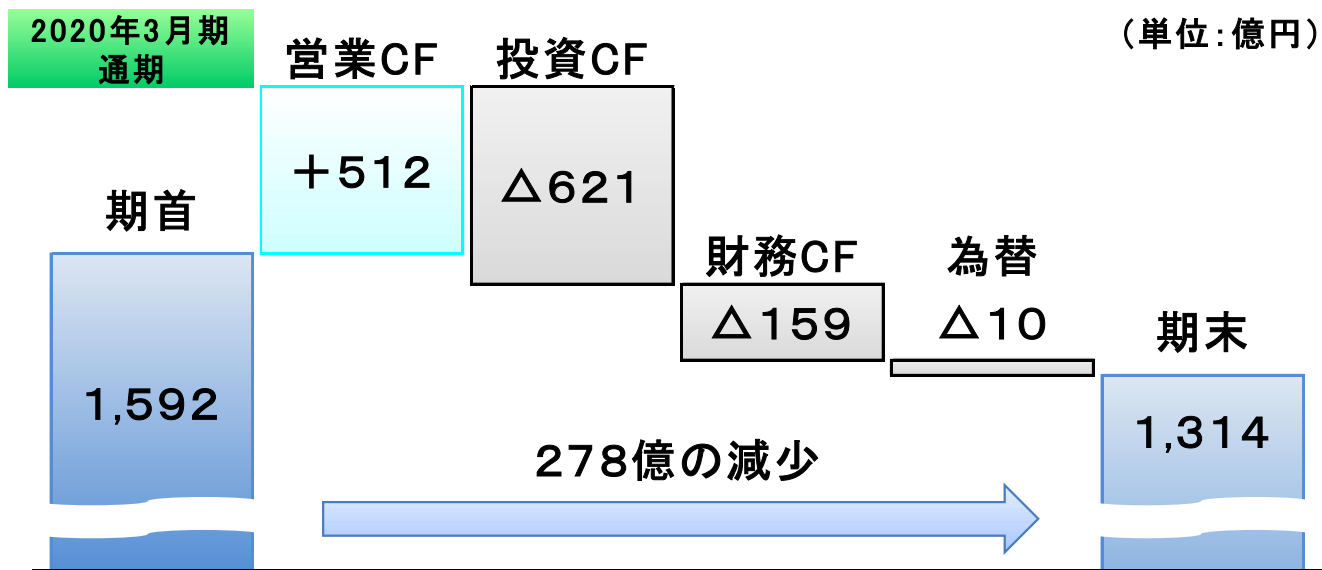 2020年3月期
通期
（単位：億円）
営業CF
投資CF
＋512
△621
期首
1,592
財務CF
△159
為替
△10
期末
1,314
278億の減少